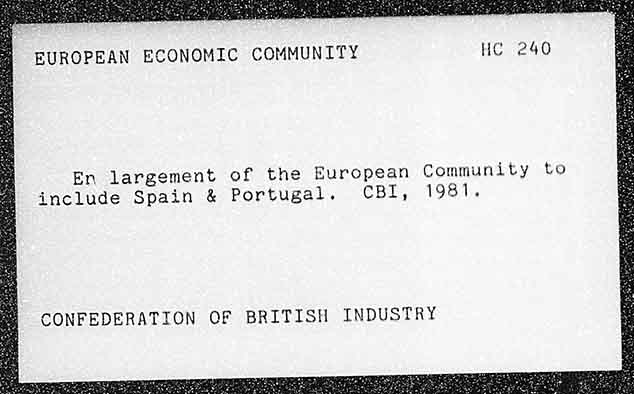 EUROPEAN ECONOMIC COMMUNITY HC 240
En largement of the European Community to
include Spain & Portugal. CBI, 1981.
CONFEDERATION OF BRITISH INDUSTRY